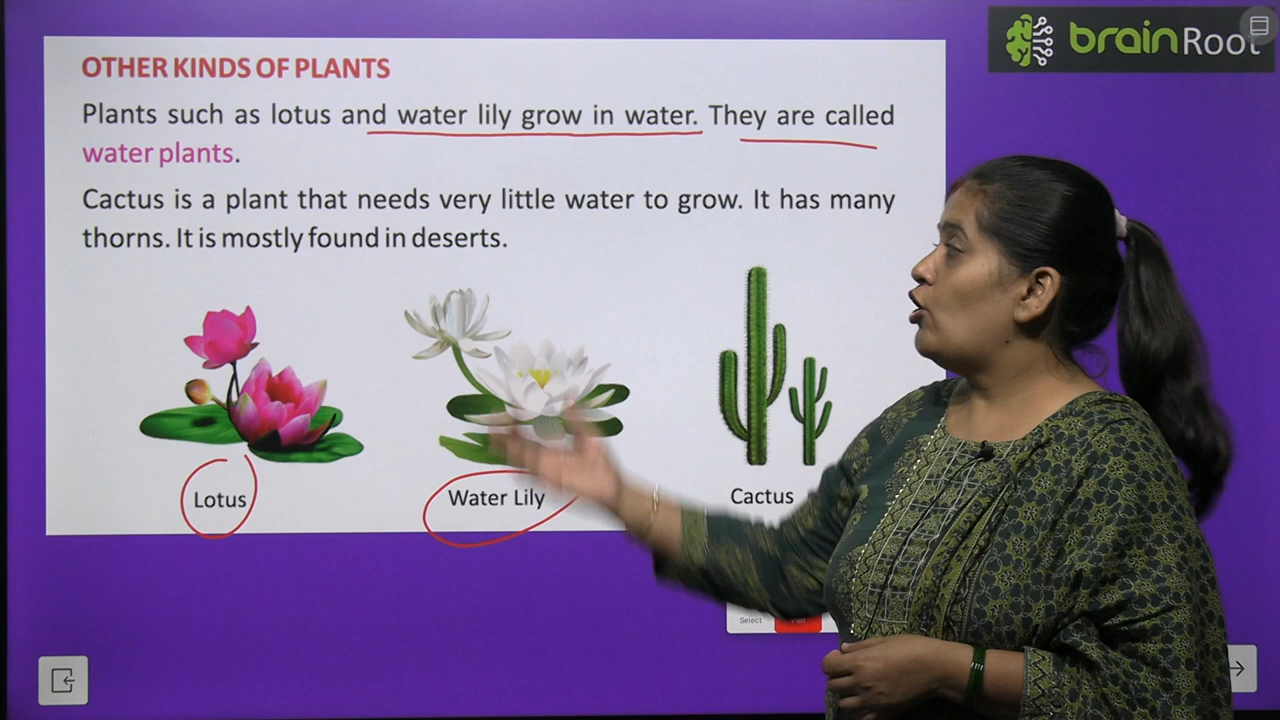 brainRoot
OTHER KINDS OF PLANTS
Plants such as lotus and water lily grow in water. They are called
water plants.
Cactus is a plant that needs very little water to grow. It has many
thorns. It is mostly found in deserts.
Lotus
Water Lily
Cactus
Select
Pen